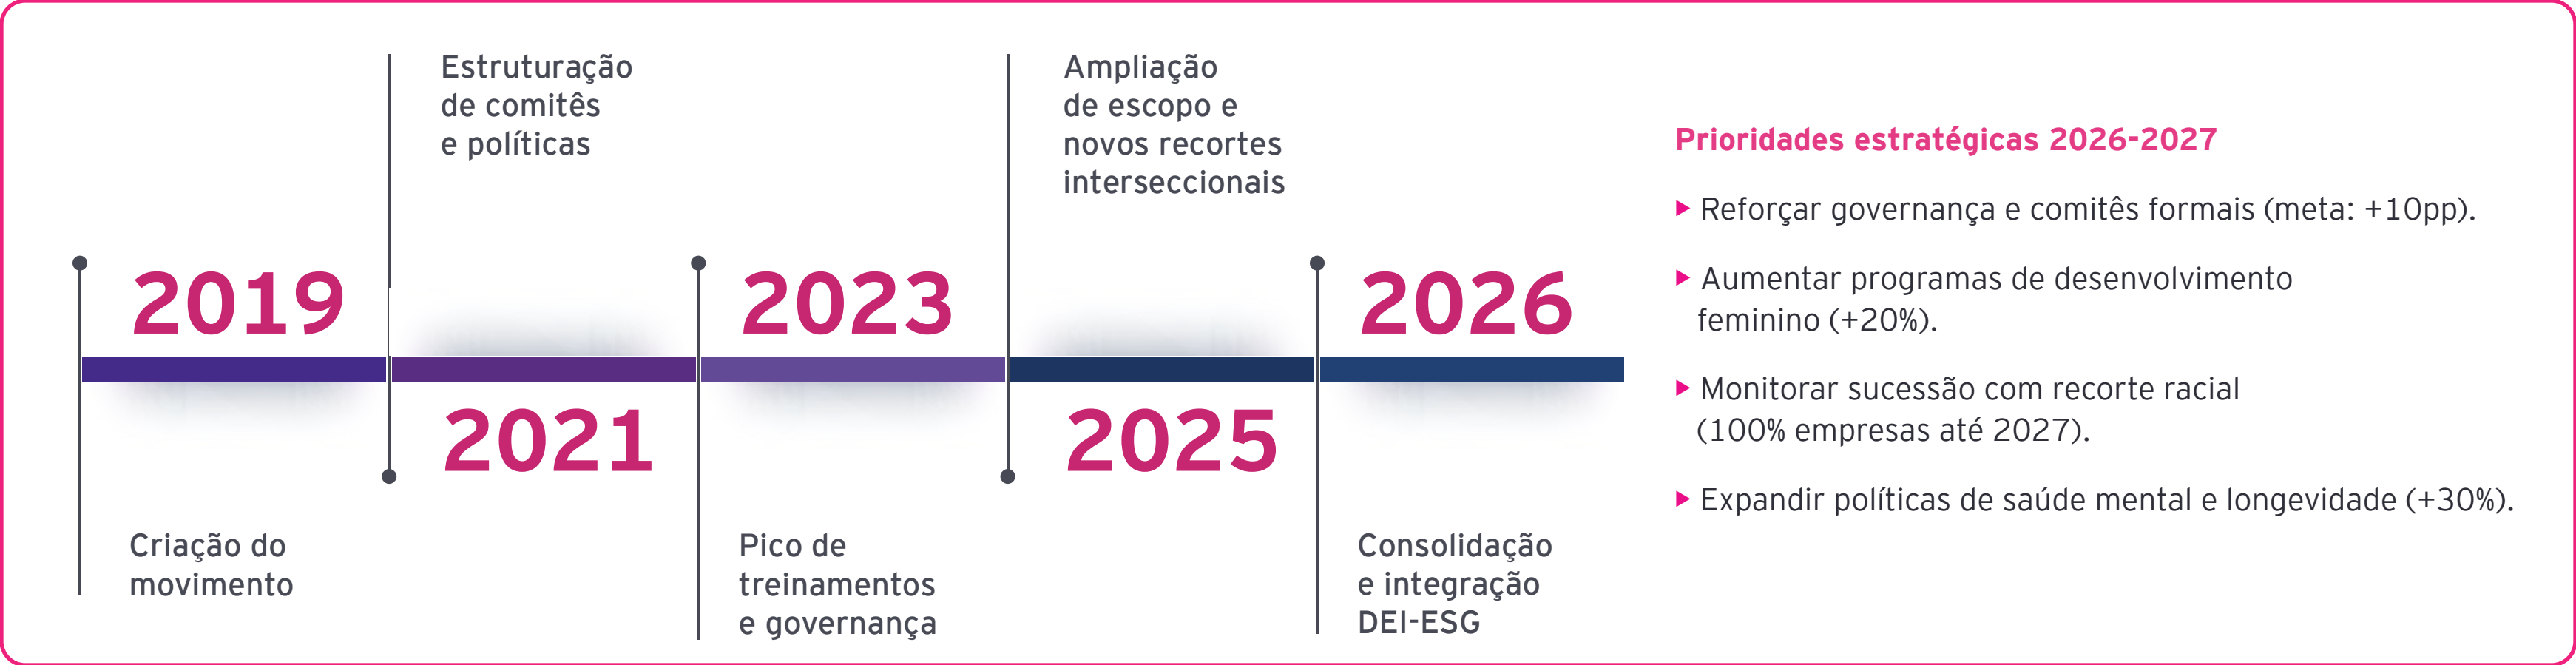 2019
Criação do
movimento
Estruturação
de comitês
e políticas
2021
2023
Pico de
treinamentos
e governança
Ampliação
de escopo e
novos recortes
interseccionais
2025
2026
Consolidação
e integração
DEI-ESG
Prioridades estratégicas 2026-2027
▶ Reforçar governança e comitês formais (meta: +10pp).
▶ Aumentar programas de desenvolvimento
feminino (+20%).
▶ Monitorar sucessão com recorte racial
(100% empresas até 2027).
▶ Expandir políticas de saúde mental e longevidade (+30%).